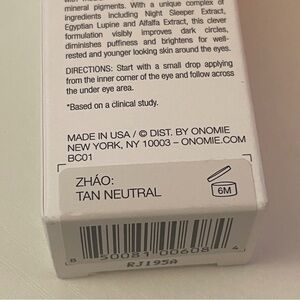 mineral pigments. With a unique complex of
ingredients including Night Sleeper Extract,
Egyptian Lupine and Alfalfa Extract, this clever
formulation visibly improves dark circles,
diminishes puffiness and brightens for well-
rested and younger looking skin around the eyes.
DIRECTIONS: Start with a small drop applying
from the inner corner of the eye and follow across
the under eye area.
*Based on a clinical study.
MADE IN USA / © DIST. BY ONOMIE
NEW YORK, NY 10003 – ONOMIE.COM
BC01
ZHÁO:
TAN NEUTRAL
6M
8 50081 00608 4
RJ195A